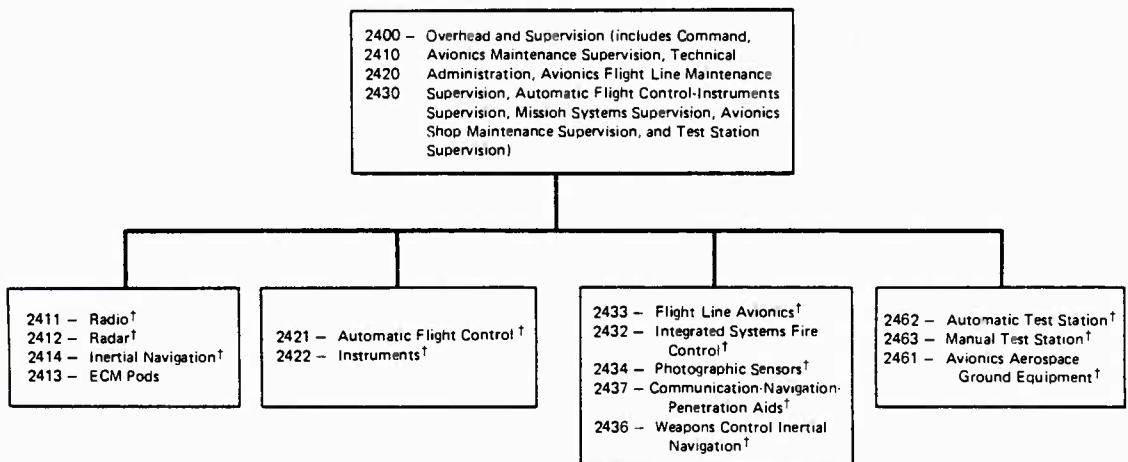 2400 – Overhead and Supervision (includes Command,
2410 Avionics Maintenance Supervision, Technical
2420 Administration, Avionics Flight Line Maintenance
2430 Supervision, Automatic Flight Control-Instruments
Supervision, Mission Systems Supervision, Avionics
Shop Maintenance Supervision, and Test Station
Supervision)
2411 – Radio†
2412 – Radar†
2414 – Inertial Navigation†
2413 – ECM Pods
2421 – Automatic Flight Control†
2422 – Instruments†
2433 – Flight Line Avionics†
2432 – Integrated Systems Fire
Control†
2434 – Photographic Sensors†
2437 – Communication-Navigation-
Penetration Aids†
2436 – Weapons Control Inertial
Navigation†
2462 – Automatic Test Station†
2463 – Manual Test Station†
2461 – Avionics Aerospace
Ground Equipment†